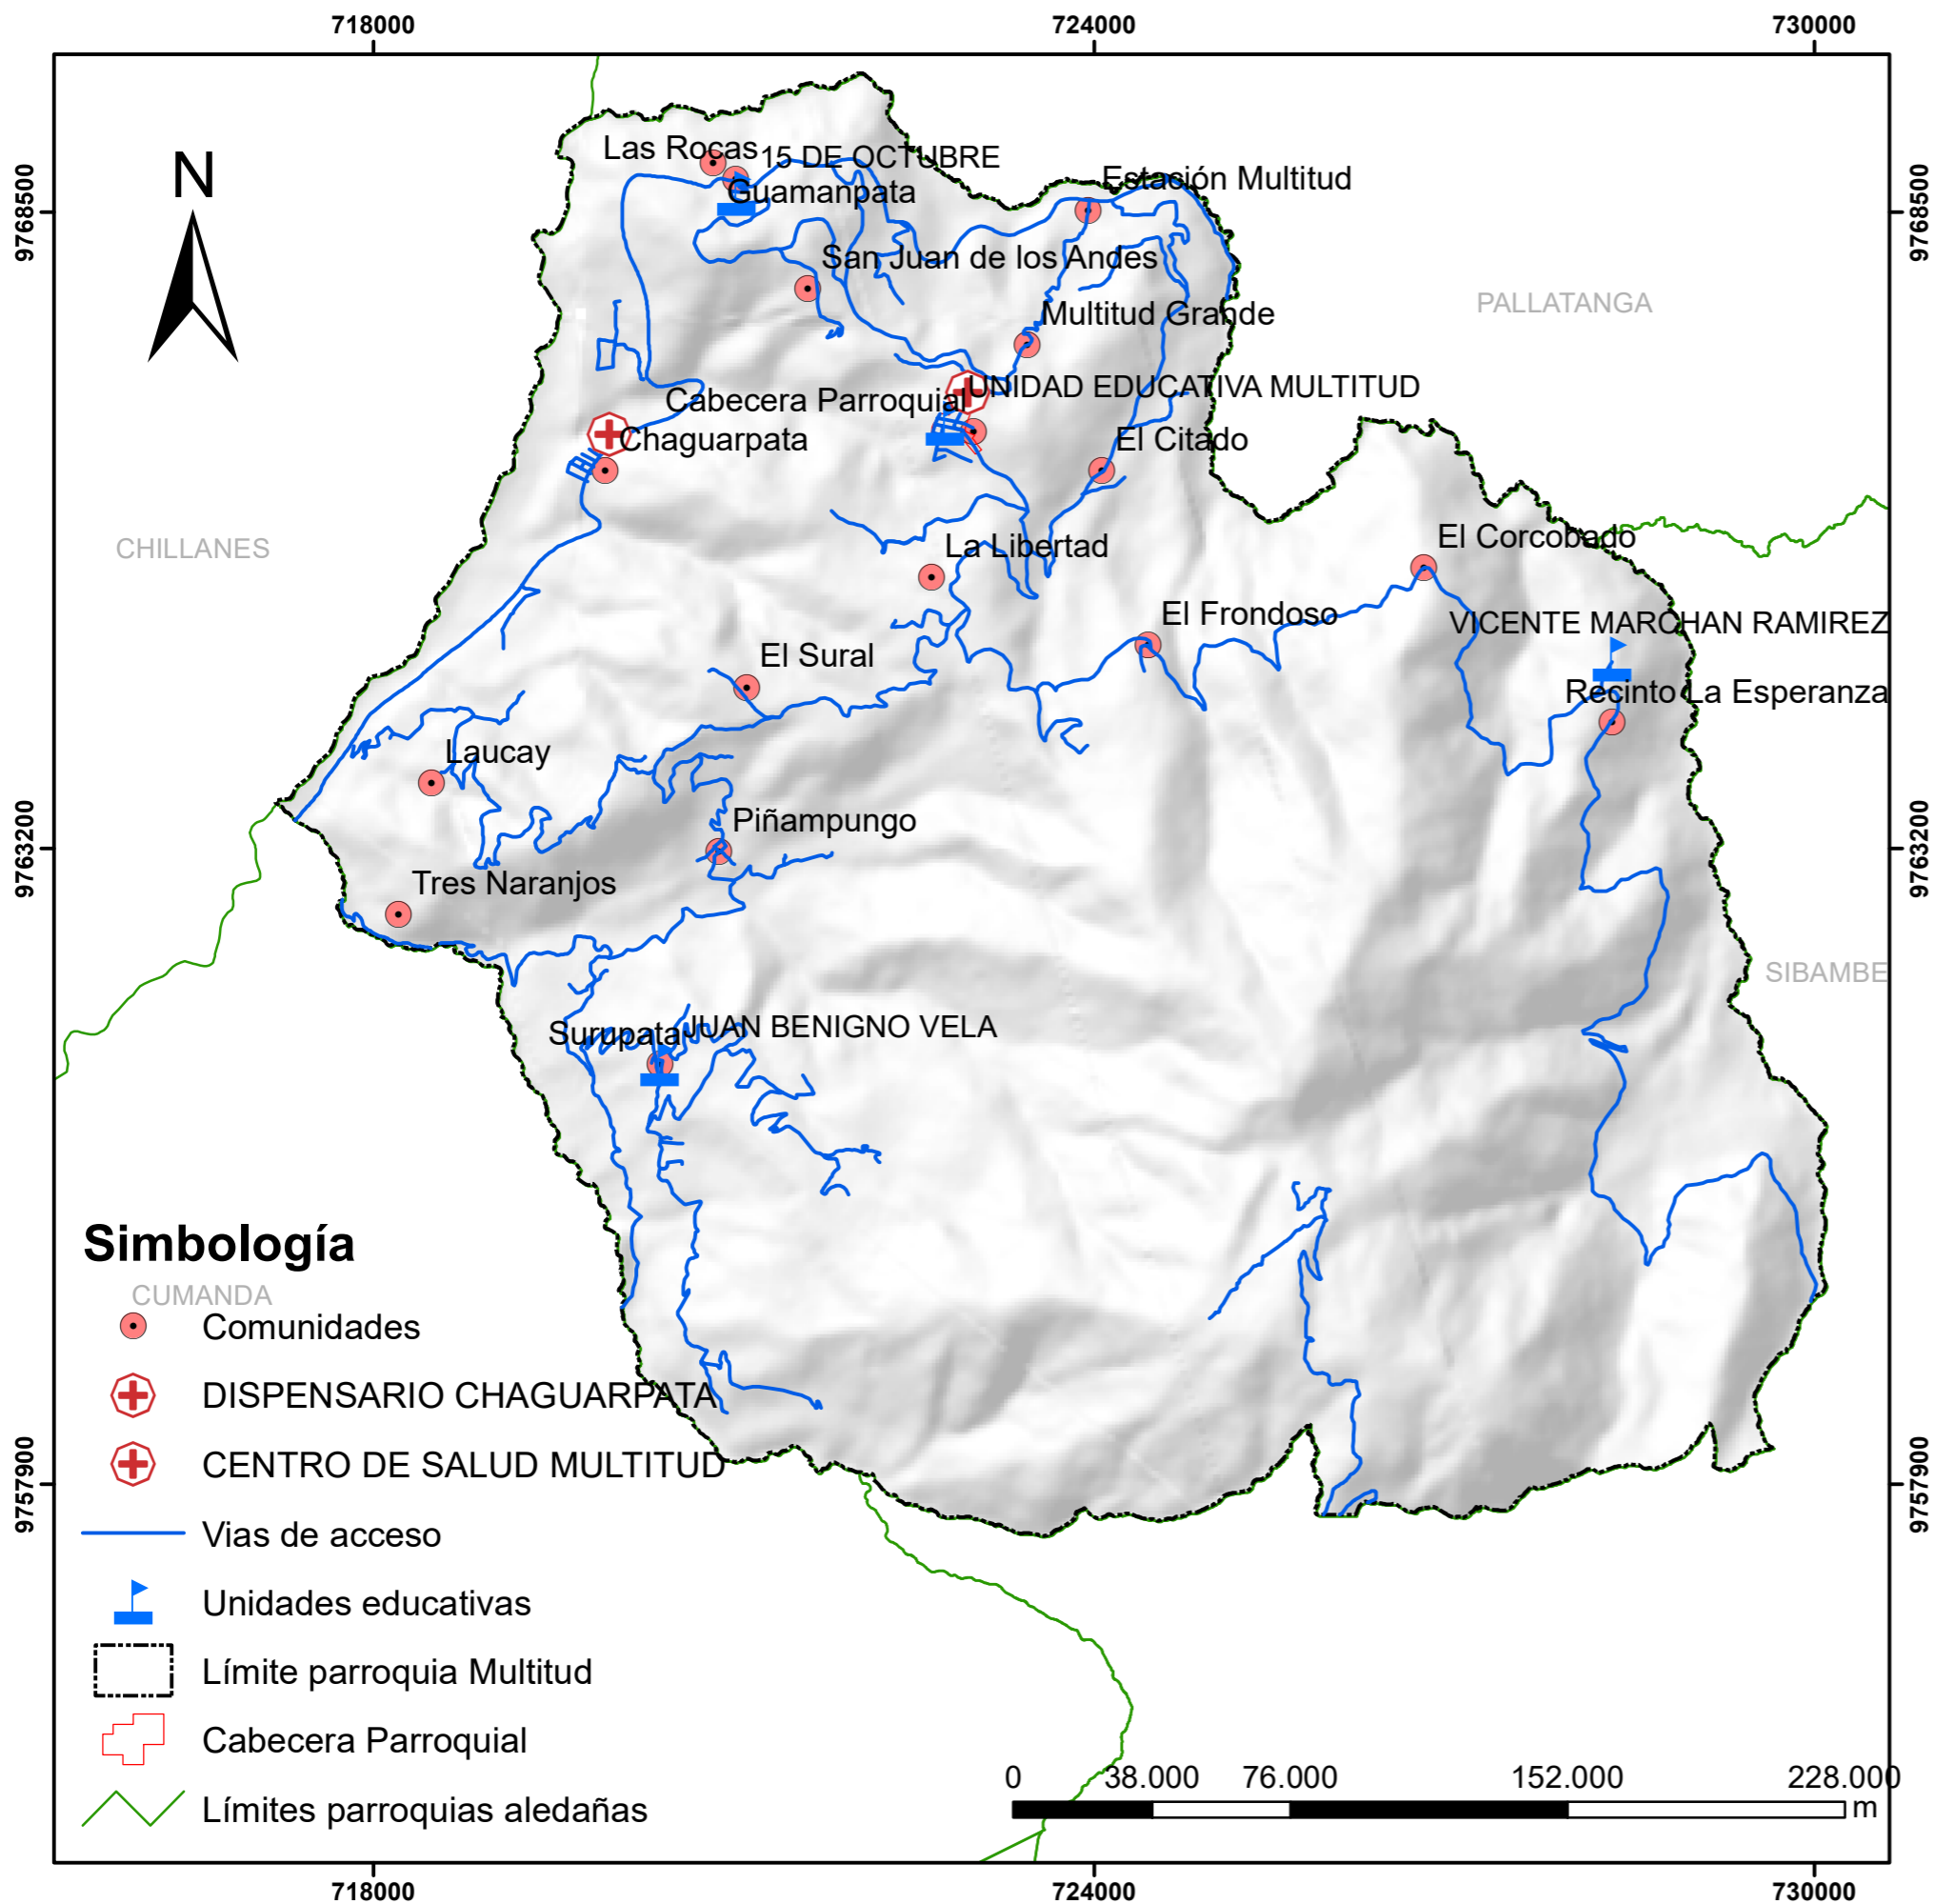 718000
724000
730000
9768500
9768500
N
Las Rocas
15 DE OCTUBRE
Guamanpata
Estación Multitud
San Juan de los Andes
PALLATANGA
Multitud Grande
UNIDAD EDUCATIVA MULTITUD
Cabecera Parroquial
Chaguarpata
El Citado
CHILLANES
El Corcobado
La Libertad
El Frondoso
VICENTE MARCHAN RAMIREZ
El Sural
Recinto La Esperanza
Laucay
Piñampungo
9763200
9763200
Tres Naranjos
SIBAMBE
Surupata
JUAN BENIGNO VELA
Simbología
CUMANDA
Comunidades
DISPENSARIO CHAGUARPATA
CENTRO DE SALUD MULTITUD
9757900
9757900
Vias de acceso
Unidades educativas
Límite parroquia Multitud
Cabecera Parroquial
Límites parroquias aledañas
0 38.000 76.000 152.000 228.000
m
718000
724000
730000